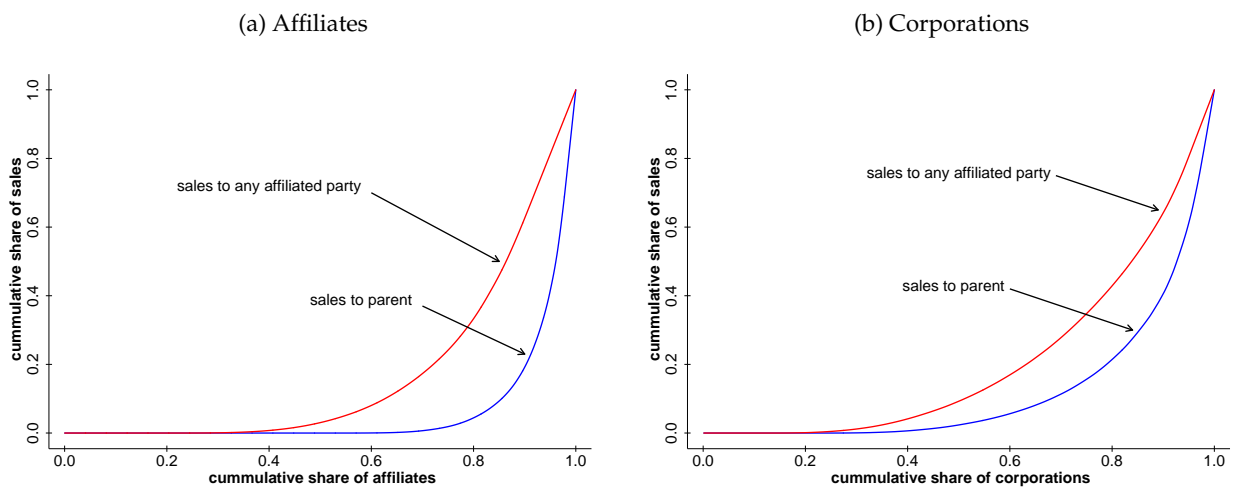 (a) Affiliates
cummulative share of sales
0.0 0.2 0.4 0.6 0.8 1.0
sales to any affiliated party
sales to parent
0.0 0.2 0.4 0.6 0.8 1.0
cummulative share of affiliates
(b) Corporations
cummulative share of sales
0.0 0.2 0.4 0.6 0.8 1.0
sales to any affiliated party
sales to parent
0.0 0.2 0.4 0.6 0.8 1.0
cummulative share of corporations